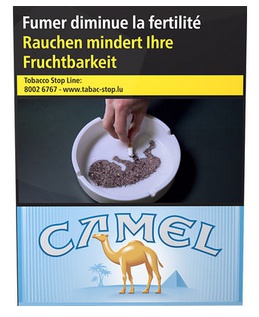 Fumer diminue la fertilité
Rauchen mindert Ihre
Fruchtbarkeit
Tobacco Stop Line:
8002 6767 - www.tabac-stop.lu
CAMEL